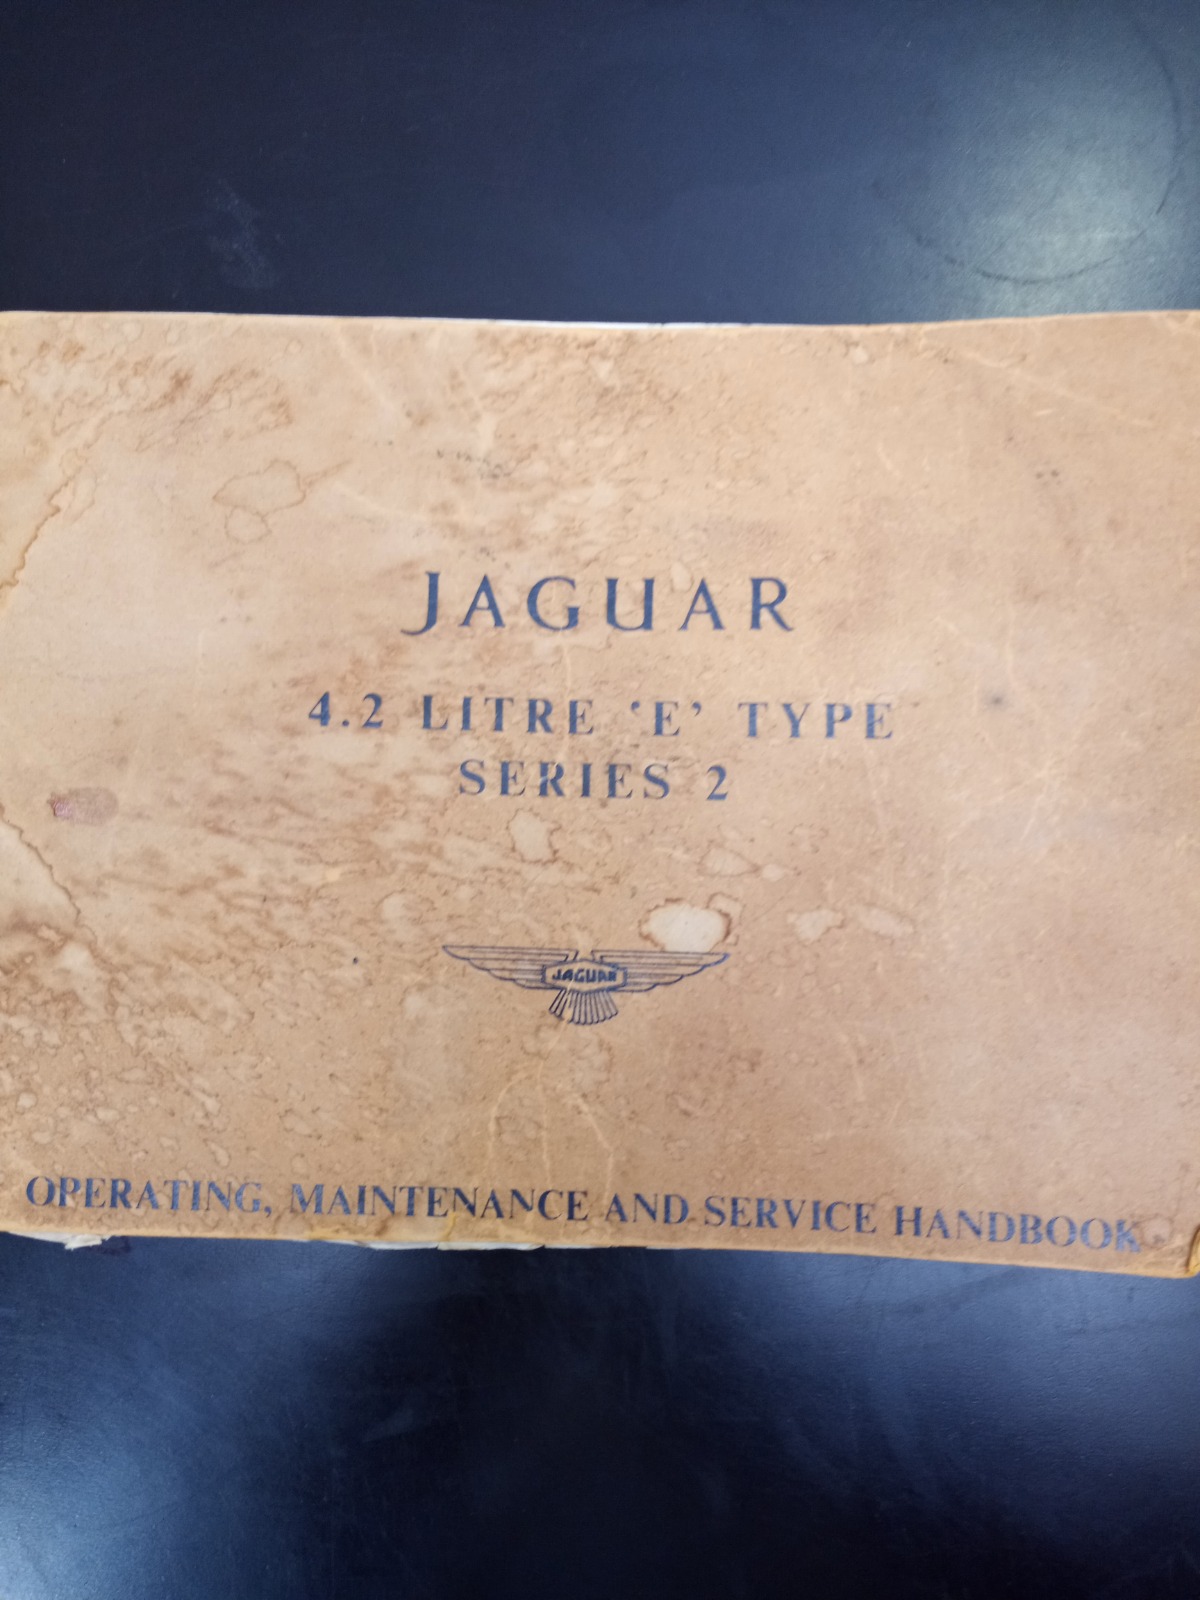 JAGUAR
4.2 LITRE ‘E’ TYPE
SERIES 2
JAGUAR
OPERATING, MAINTENANCE AND SERVICE HANDBOOK